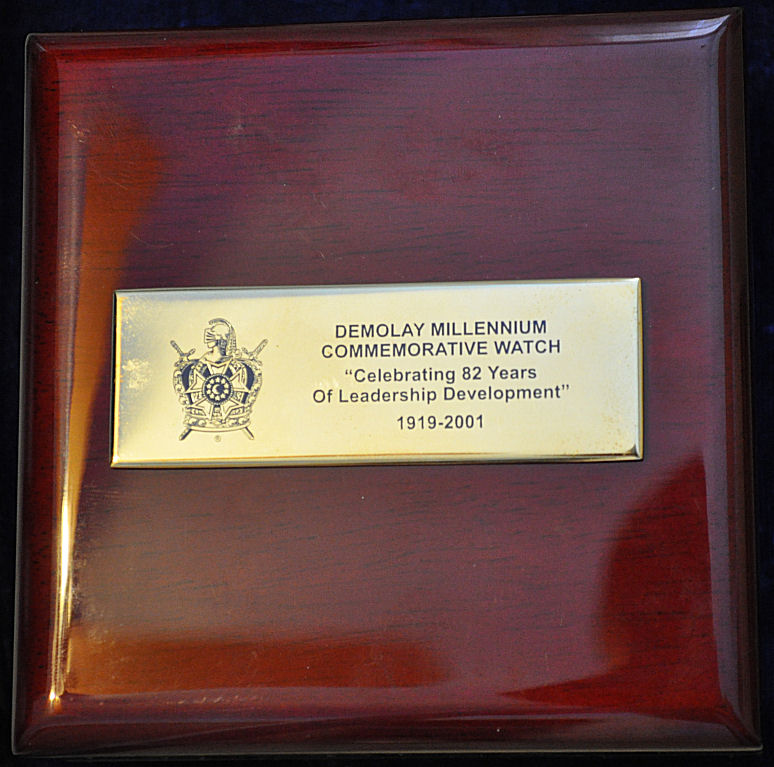 DEMOLAY MILLENNIUM
COMMEMORATIVE WATCH
“Celebrating 82 Years
Of Leadership Development”
1919-2001
®